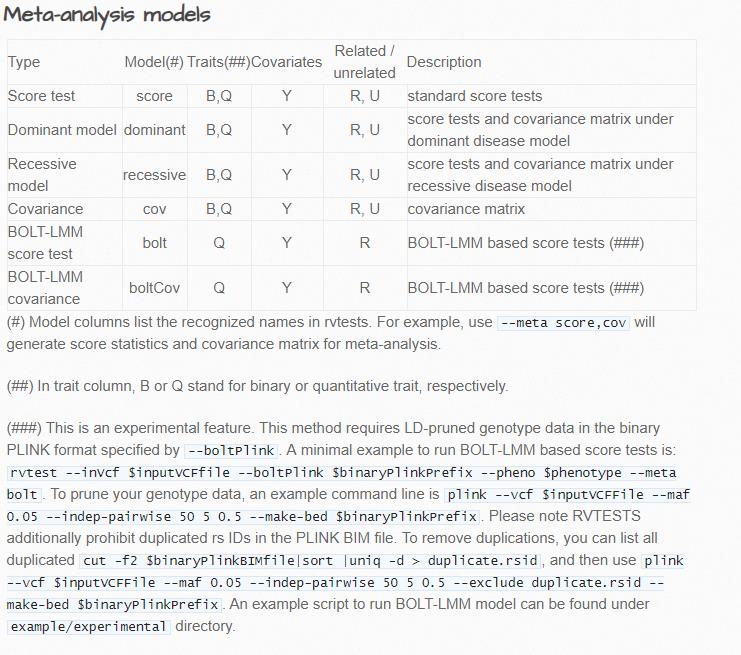 Meta-analysis models
Type Model(#) Traits(##) Covariates Related / unrelated Description
Score test score B,Q Y R, U standard score tests
Dominant model dominant B,Q Y R, U score tests and covariance matrix under dominant disease model
Recessive model recessive B,Q Y R, U score tests and covariance matrix under recessive disease model
Covariance cov B,Q Y R, U covariance matrix
BOLT-LMM score test bolt Q Y R BOLT-LMM based score tests (###)
BOLT-LMM covariance boltCov Q Y R BOLT-LMM based score tests (###)
(#) Model columns list the recognized names in rvtests. For example, use --meta score,cov will
generate score statistics and covariance matrix for meta-analysis.
(##) In trait column, B or Q stand for binary or quantitative trait, respectively.
(###) This is an experimental feature. This method requires LD-pruned genotype data in the binary
PLINK format specified by --boltPlink. A minimal example to run BOLT-LMM based score tests is:
rvtest --inVcf $inputVCFfile --boltPlink $binaryPlinkPrefix --pheno $phenotype --meta
bolt. To prune your genotype data, an example command line is plink --vcf $inputVCFFile --maf
0.05 --indep-pairwise 50 5 0.5 --make-bed $binaryPlinkPrefix. Please note RVTESTS
additionally prohibit duplicated rs IDs in the PLINK BIM file. To remove duplications, you can list all
duplicated cut -f2 $binaryPlinkBIMfile|sort |uniq -d > duplicate.rsid, and then use plink
--vcf $inputVCFFile --maf 0.05 --indep-pairwise 50 5 0.5 --exclude duplicate.rsid --
make-bed $binaryPlinkPrefix. An example script to run BOLT-LMM model can be found under
example/experimental directory.